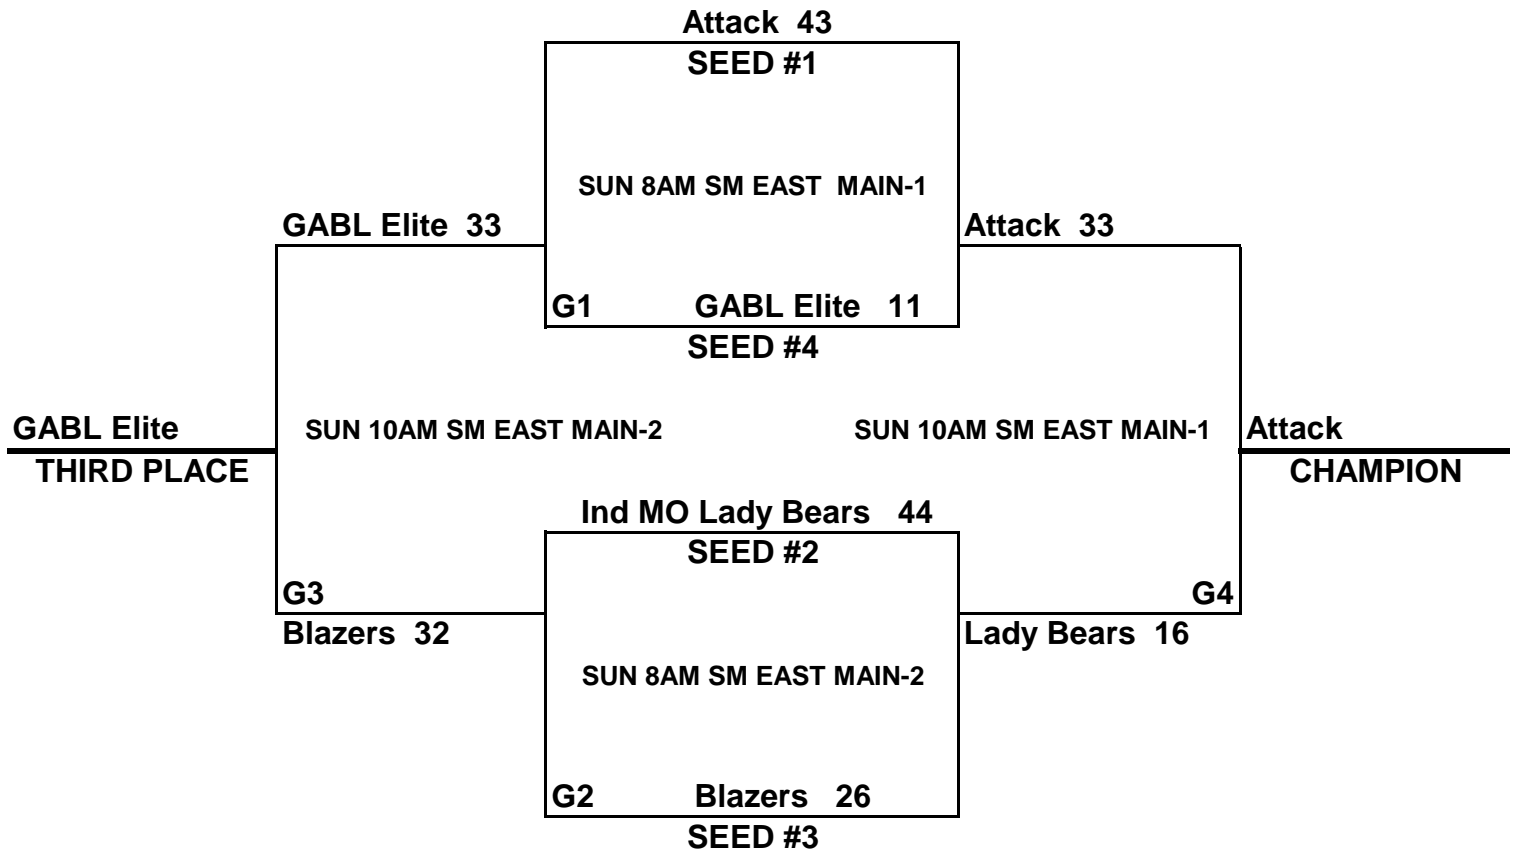 Attack 43
SEED #1
SUN 8AM SM EAST MAIN-1
GABL Elite 33
Attack 33
G1 GABL Elite 11
SEED #4
GABL Elite
THIRD PLACE
SUN 10AM SM EAST MAIN-2
SUN 10AM SM EAST MAIN-1
Attack
CHAMPION
Ind MO Lady Bears 44
SEED #2
G3
Blazers 32
G4
Lady Bears 16
SUN 8AM SM EAST MAIN-2
G2 Blazers 26
SEED #3